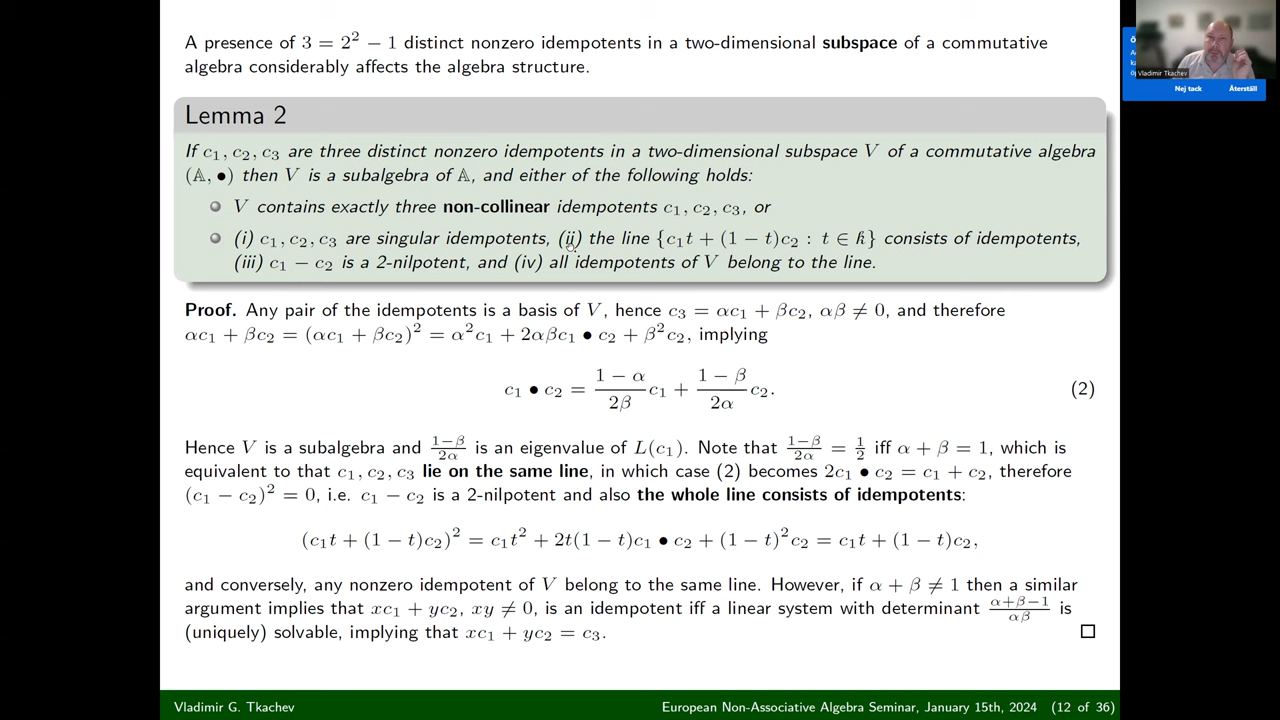 A presence of 3 = 2² − 1 distinct nonzero idempotents in a two-dimensional subspace of a commutative
algebra considerably affects the algebra structure.
Lemma 2
If c₁, c₂, c₃ are three distinct nonzero idempotents in a two-dimensional subspace V of a commutative algebra
(𝔸, •) then V is a subalgebra of 𝔸, and either of the following holds:
V contains exactly three non-collinear idempotents c₁, c₂, c₃, or
(i) c₁, c₂, c₃ are singular idempotents, (ii) the line {c₁t + (1 − t)c₂ : t ∈ k} consists of idempotents,
(iii) c₁ − c₂ is a 2-nilpotent, and (iv) all idempotents of V belong to the line.
Proof. Any pair of the idempotents is a basis of V, hence c₃ = αc₁ + βc₂, αβ ≠ 0, and therefore
αc₁ + βc₂ = (αc₁ + βc₂)² = α²c₁ + 2αβc₁ • c₂ + β²c₂, implying
c₁ • c₂ = (1 − α)/(2β) c₁ + (1 − β)/(2α) c₂. (2)
Hence V is a subalgebra and (1−β)/(2α) is an eigenvalue of L(c₁). Note that (1−β)/(2α) = 1/2 iff α + β = 1, which is
equivalent to that c₁, c₂, c₃ lie on the same line, in which case (2) becomes 2c₁ • c₂ = c₁ + c₂, therefore
(c₁ − c₂)² = 0, i.e. c₁ − c₂ is a 2-nilpotent and also the whole line consists of idempotents:
(c₁t + (1 − t)c₂)² = c₁t² + 2t(1 − t)c₁ • c₂ + (1 − t)²c₂ = c₁t + (1 − t)c₂,
and conversely, any nonzero idempotent of V belong to the same line. However, if α + β ≠ 1 then a similar
argument implies that xc₁ + yc₂, xy ≠ 0, is an idempotent iff a linear system with determinant (α+β−1)/(αβ) is
(uniquely) solvable, implying that xc₁ + yc₂ = c₃. □
Vladimir G. Tkachev European Non-Associative Algebra Seminar, January 15th, 2024 (12 of 36)
Vladimir Tkachev
Nej tack Återställ